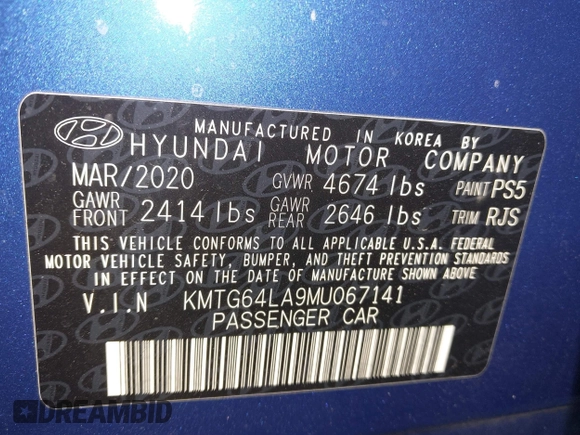 MANUFACTURED IN KOREA BY
HYUNDAI MOTOR COMPANY
MAR/2020 GVWR 4674 lbs PAINT PS5
GAWR FRONT 2414 lbs GAWR REAR 2646 lbs TRIM RJS
THIS VEHICLE CONFORMS TO ALL APPLICABLE U.S.A. FEDERAL
MOTOR VEHICLE SAFETY, BUMPER, AND THEFT PREVENTION STANDARDS
IN EFFECT ON THE DATE OF MANUFACTURE SHOWN ABOVE.
V.I.N KMTG64LA9MU067141
PASSENGER CAR
DREAMBID